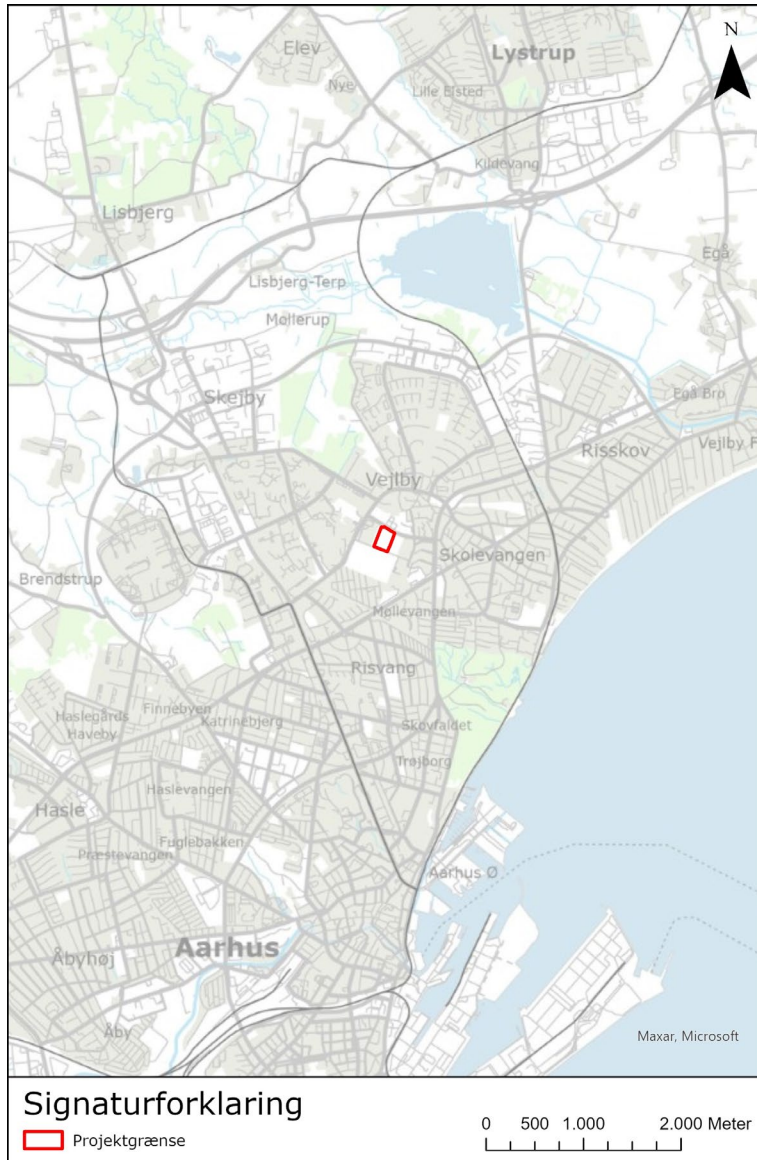 N
Elev
Lystrup
Nye
Lille Elsted
Kildevang
Lisbjerg
Egå
Lisbjerg-Terp
Møllerup
Skejby
Egå Bro
Risskov
Vejlby F
Vejlby
Skolevangen
Brendstrup
Møllevangen
Risvang
Finnebyen
Haslegårds
Haveby
Katrinebjerg
Skovfaldet
Trøjborg
Haslevangen
Hasle
Fuglebakken
Præstevangen
Aarhus Ø
Aarhus
Åbyhøj
Åby
Maxar, Microsoft
Signaturforklaring
Projektgrænse
0 500 1.000 2.000 Meter